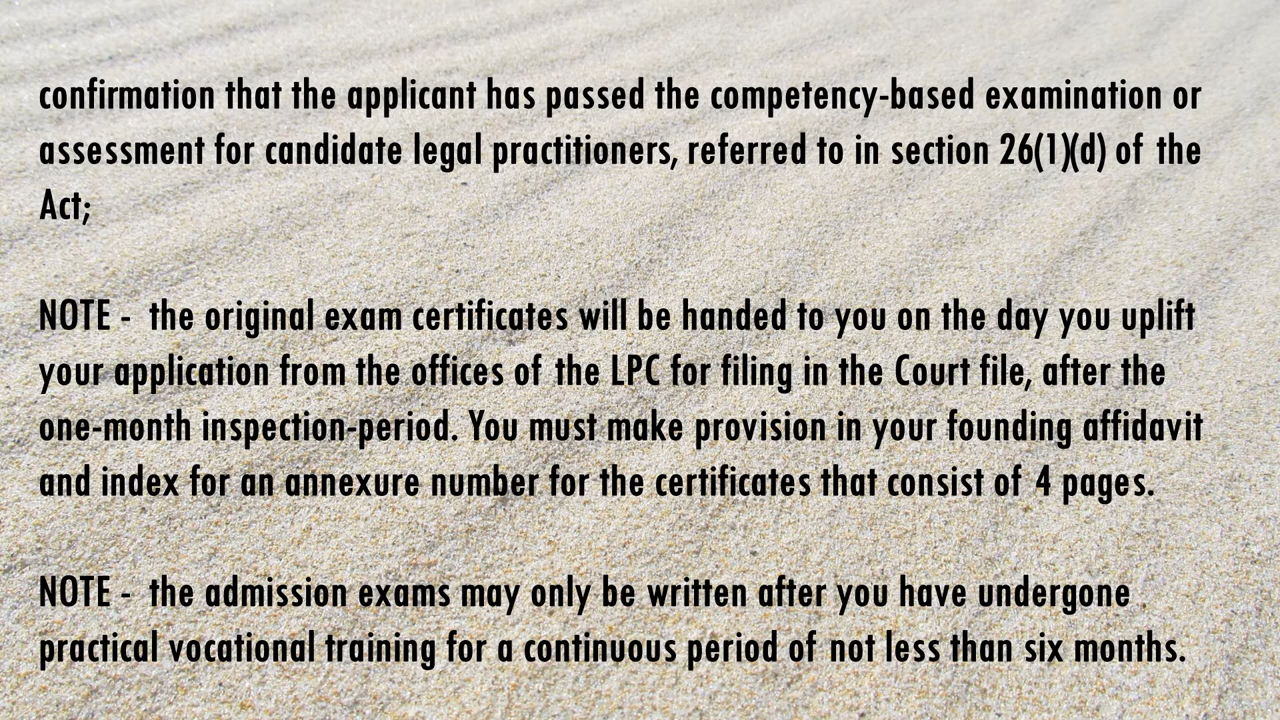 confirmation that the applicant has passed the competency-based examination or
assessment for candidate legal practitioners, referred to in section 26(1)(d) of the
Act;
NOTE -  the original exam certificates will be handed to you on the day you uplift
your application from the offices of the LPC for filing in the Court file, after the
one-month inspection-period. You must make provision in your founding affidavit
and index for an annexure number for the certificates that consist of 4 pages.
NOTE -  the admission exams may only be written after you have undergone
practical vocational training for a continuous period of not less than six months.